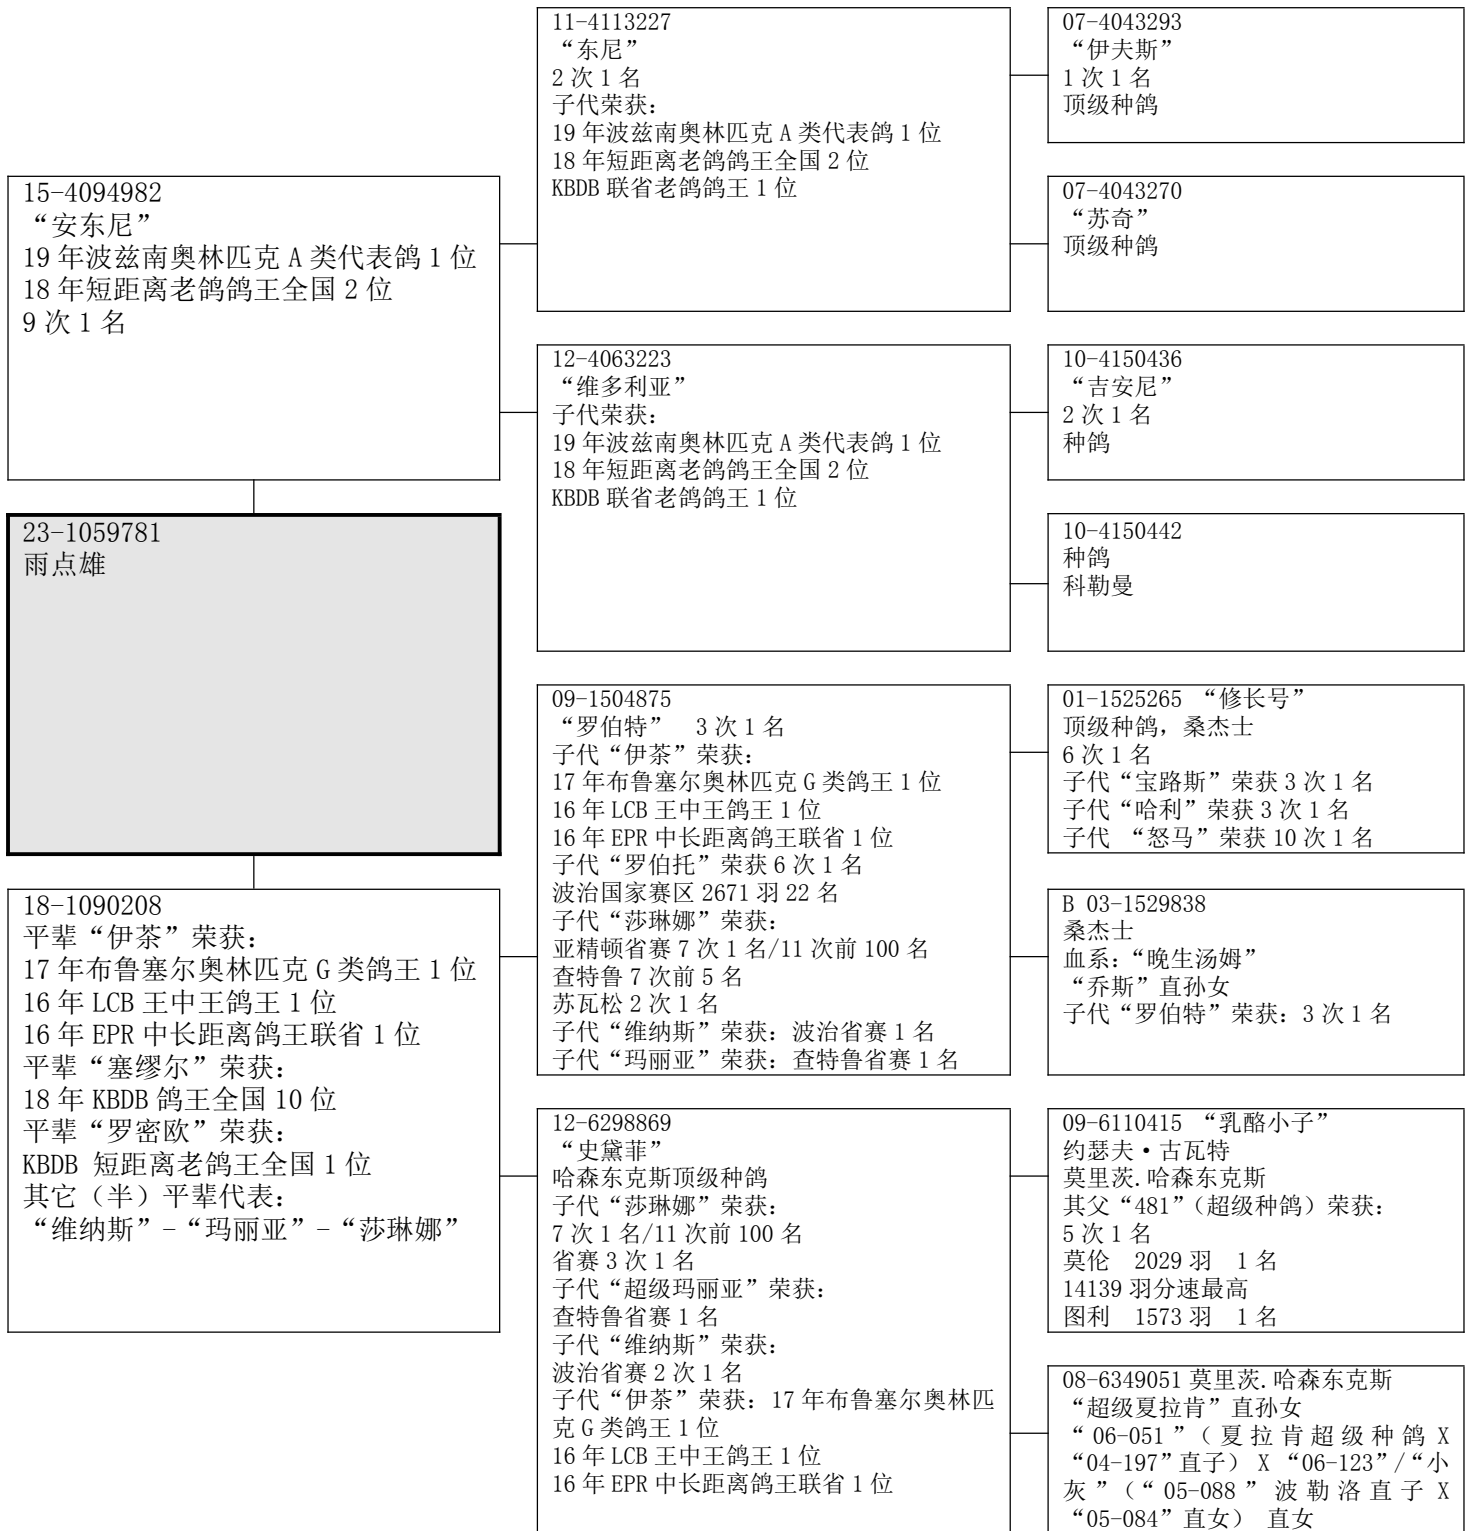 15-4094982
“安东尼”
19 年波兹南奥林匹克 A 类代表鸽 1 位
18 年短距离老鸽鸽王全国 2 位
9 次 1 名
23-1059781
雨点雄
18-1090208
平辈“伊茶”荣获：
17 年布鲁塞尔奥林匹克 G 类鸽王 1 位
16 年 LCB 王中王鸽王 1 位
16 年 EPR 中长距离鸽王联省 1 位
平辈“塞缪尔”荣获：
18 年 KBDB 鸽王全国 10 位
平辈“罗密欧”荣获：
KBDB 短距离老鸽王全国 1 位
其它（半）平辈代表：
“维纳斯”-“玛丽亚”-“莎琳娜”
11-4113227
“东尼”
2 次 1 名
子代荣获：
19 年波兹南奥林匹克 A 类代表鸽 1 位
18 年短距离老鸽鸽王全国 2 位
KBDB 联省老鸽鸽王 1 位
12-4063223
“维多利亚”
子代荣获：
19 年波兹南奥林匹克 A 类代表鸽 1 位
18 年短距离老鸽鸽王全国 2 位
KBDB 联省老鸽鸽王 1 位
09-1504875
“罗伯特” 3 次 1 名
子代“伊茶”荣获：
17 年布鲁塞尔奥林匹克 G 类鸽王 1 位
16 年 LCB 王中王鸽王 1 位
16 年 EPR 中长距离鸽王联省 1 位
子代“罗伯托”荣获 6 次 1 名
波治国家赛区 2671 羽 22 名
子代“莎琳娜”荣获：
亚精顿省赛 7 次 1 名/11 次前 100 名
查特鲁 7 次前 5 名
苏瓦松 2 次 1 名
子代“维纳斯”荣获：波治省赛 1 名
子代“玛丽亚”荣获：查特鲁省赛 1 名
12-6298869
“史黛菲”
哈森东克斯顶级种鸽
子代“莎琳娜”荣获：
7 次 1 名/11 次前 100 名
省赛 3 次 1 名
子代“超级玛丽亚”荣获：
查特鲁省赛 1 名
子代“维纳斯”荣获：
波治省赛 2 次 1 名
子代“伊茶”荣获：17 年布鲁塞尔奥林匹
克 G 类鸽王 1 位
16 年 LCB 王中王鸽王 1 位
16 年 EPR 中长距离鸽王联省 1 位
07-4043293
“伊夫斯”
1 次 1 名
顶级种鸽
07-4043270
“苏奇”
顶级种鸽
10-4150436
“吉安尼”
2 次 1 名
种鸽
10-4150442
种鸽
科勒曼
01-1525265 “修长号”
顶级种鸽，桑杰士
6 次 1 名
子代“宝路斯”荣获 3 次 1 名
子代“哈利”荣获 3 次 1 名
子代 “怒马”荣获 10 次 1 名
B 03-1529838
桑杰士
血系：“晚生汤姆”
“乔斯”直孙女
子代“罗伯特”荣获：3 次 1 名
09-6110415 “乳酪小子”
约瑟夫•古瓦特
莫里茨.哈森东克斯
其父“481”（超级种鸽）荣获：
5 次 1 名
莫伦 2029 羽 1 名
14139 羽分速最高
图利 1573 羽 1 名
08-6349051 莫里茨.哈森东克斯
“超级夏拉肯”直孙女
“06-051”（夏拉肯超级种鸽 X
“04-197”直子） X “06-123”/“小
灰”（“05-088”波勒洛直子 X
“05-084”直女） 直女